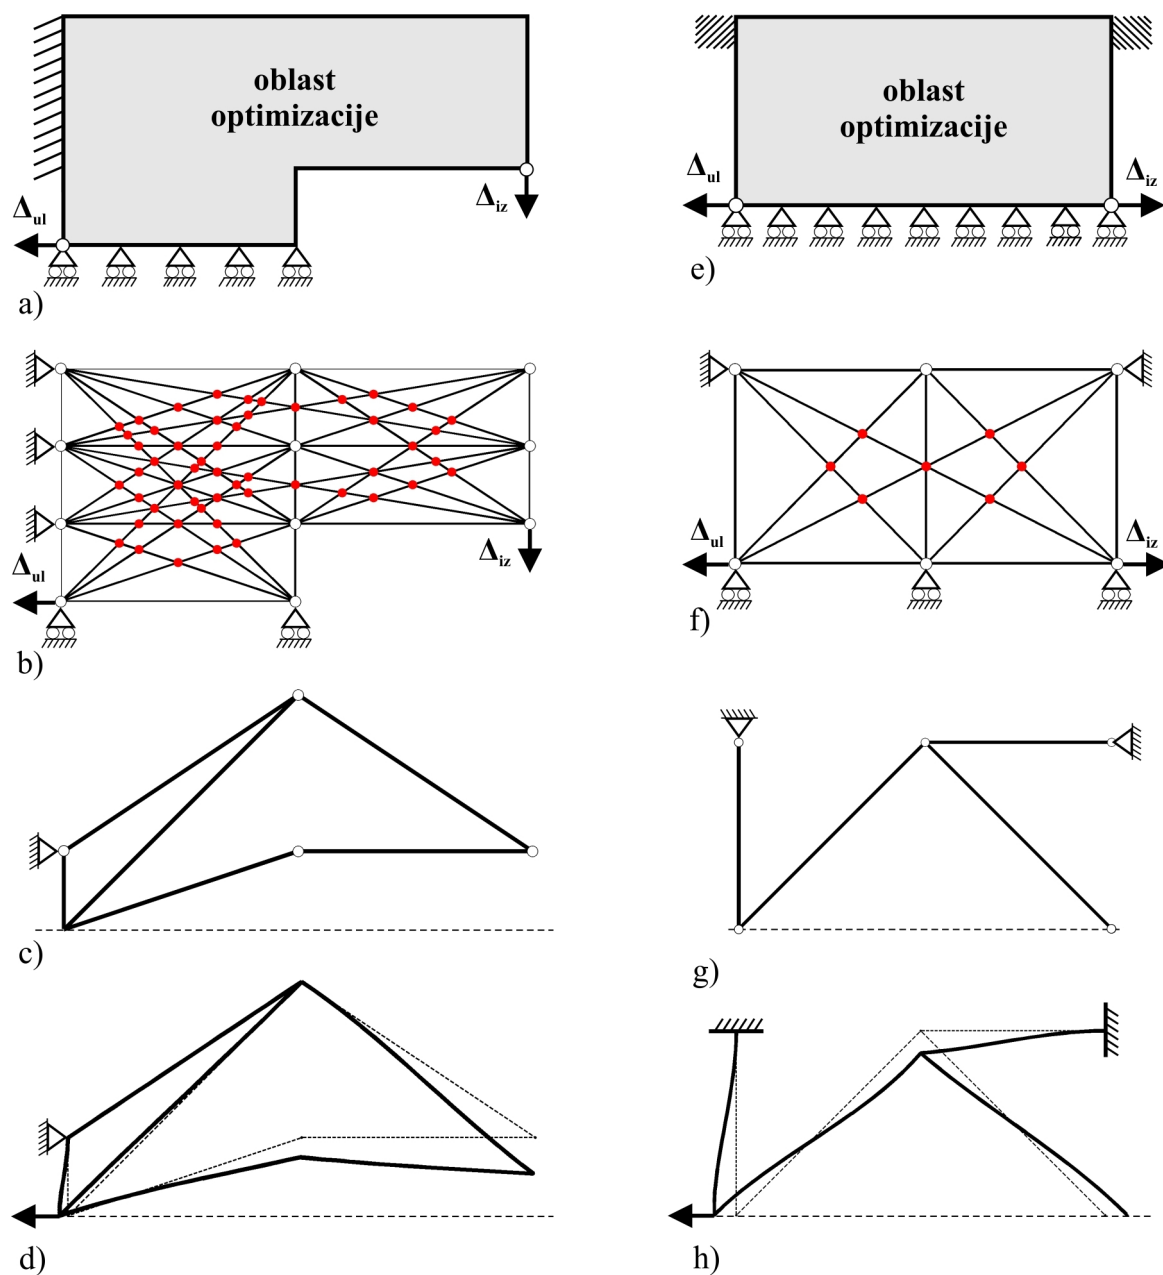 oblast
optimizacije
Δul
Δiz
a)
oblast
optimizacije
Δul
Δiz
e)
Δul
Δiz
b)
Δul
Δiz
f)
c)
g)
d)
h)